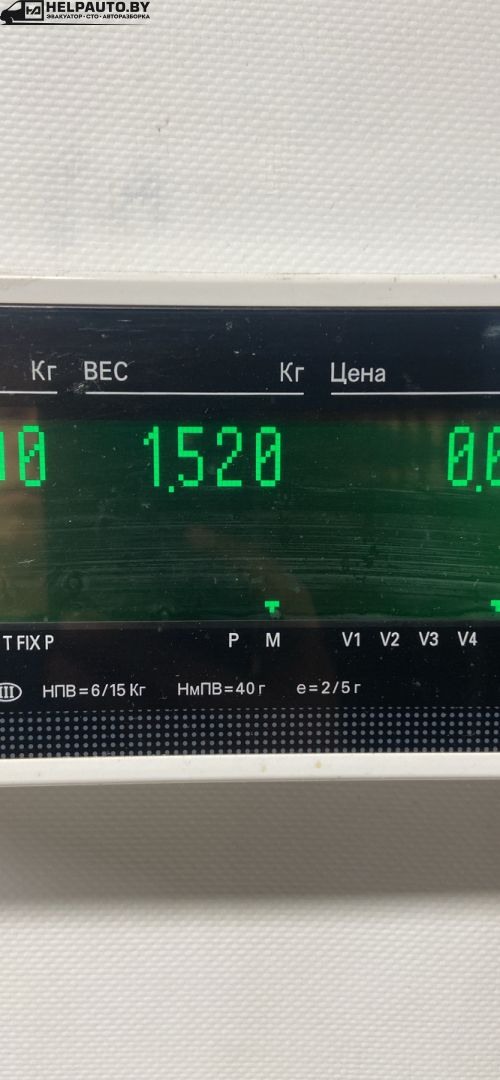 HELPAUTO.BY
ЭВАКУАТОР·СТО·АВТОРАЗБОРКА
Кг ВЕС Кг Цена
1.520
T FIX P P M V1 V2 V3 V4
III НПВ=6/15 Кг НмПВ=40 г e=2/5 г